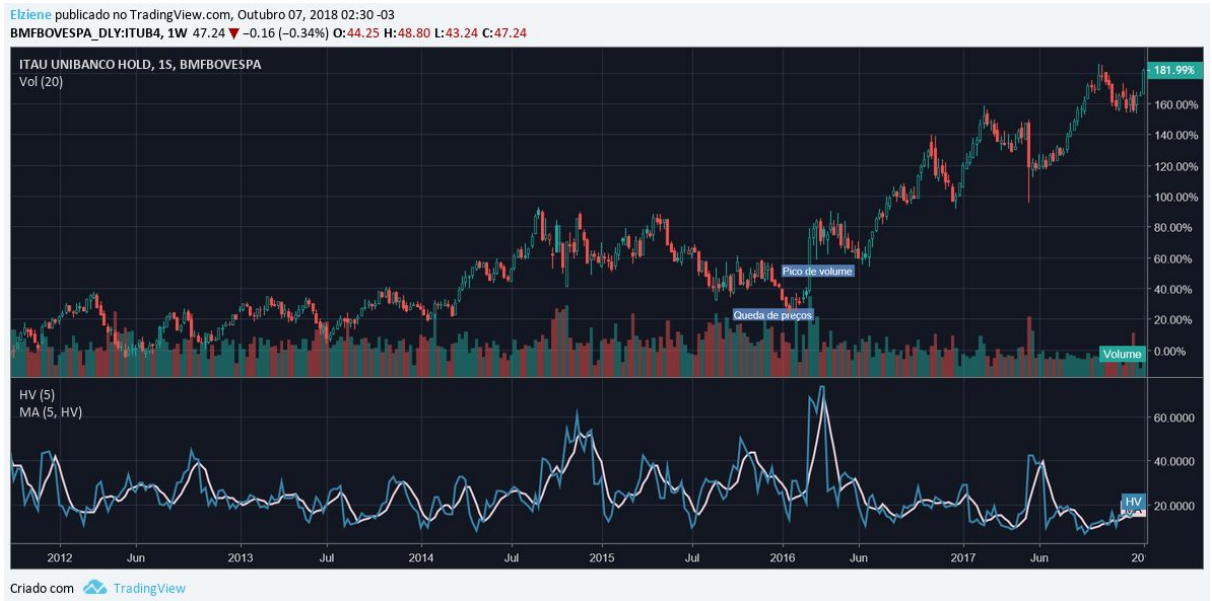 Elziene publicado no TradingView.com, Outubro 07, 2018 02:30 -03
BMFBOVESPA_DLY:ITUB4, 1W 47.24 ▼ −0.16 (−0.34%) O:44.25 H:48.80 L:43.24 C:47.24
ITAU UNIBANCO HOLD, 1S, BMFBOVESPA
Vol (20)
181.99%
160.00%
140.00%
120.00%
100.00%
80.00%
60.00%
Pico de volume
40.00%
Queda de preços
20.00%
Volume
0.00%
HV (5)
MA (5, HV)
60.0000
40.0000
HV
20.0000
2012 Jun 2013 Jul 2014 Jul 2015 Jul 2016 Jun 2017 Jun 20
Criado com TradingView